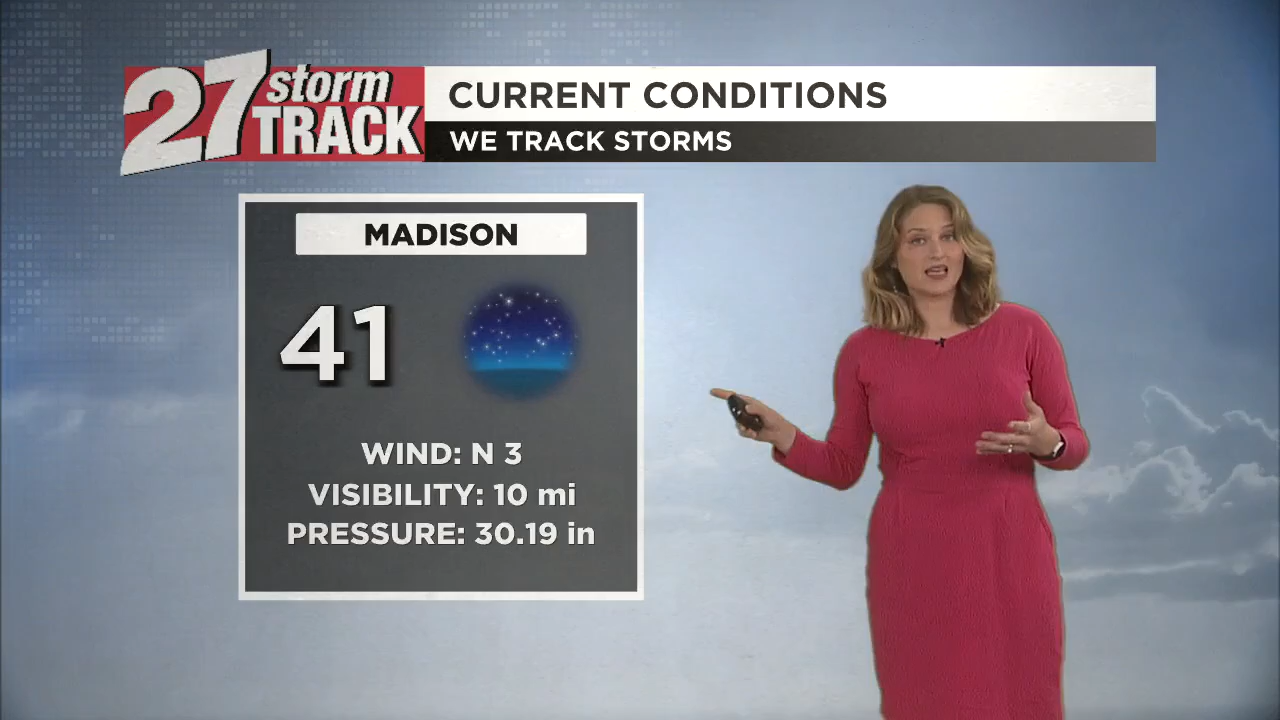 27 storm
TRACK
CURRENT CONDITIONS
WE TRACK STORMS
MADISON
41
WIND: N 3
VISIBILITY: 10 mi
PRESSURE: 30.19 in